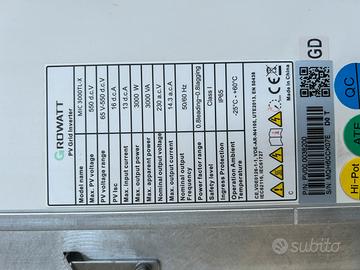 GROWATT
PV Grid Inverter
Model name MIC 3000TL-X
Max. PV voltage 550 d.c.V
PV voltage range 65 V-550 d.c.V
PV Isc 16 d.c.A
Max. input current 13 d.c.A
Max. output power 3000 W
Max. apparent power 3000 VA
Nominal output voltage 230 a.c.V
Max. output current 14.3 a.c.A
Nominal output Frequency 50/60 Hz
Power factor range 0.8leading~0.8lagging
Safety level Class I
Ingress Protection IP65
Operation Ambient Temperature -25°C - +60°C
Made in China
GD
QC
ATE
Hi-Pot
subito